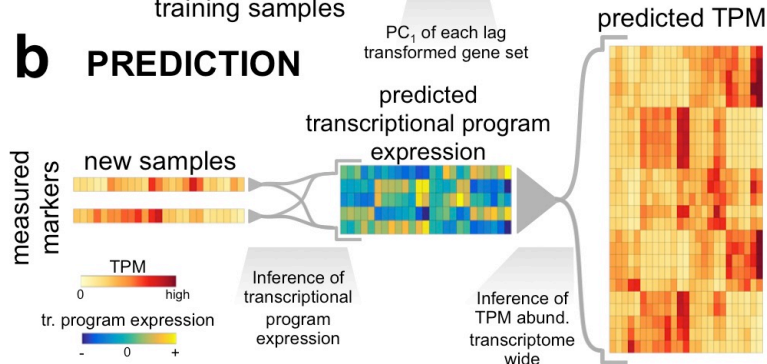 training samples
PC1 of each lag
transformed gene set
b PREDICTION
predicted TPM
predicted
transcriptional program
expression
measured
markers
new samples
TPM
0 high
tr. program expression
- 0 +
Inference of
transcriptional
program
expression
Inference of
TPM abund.
transcriptome
wide